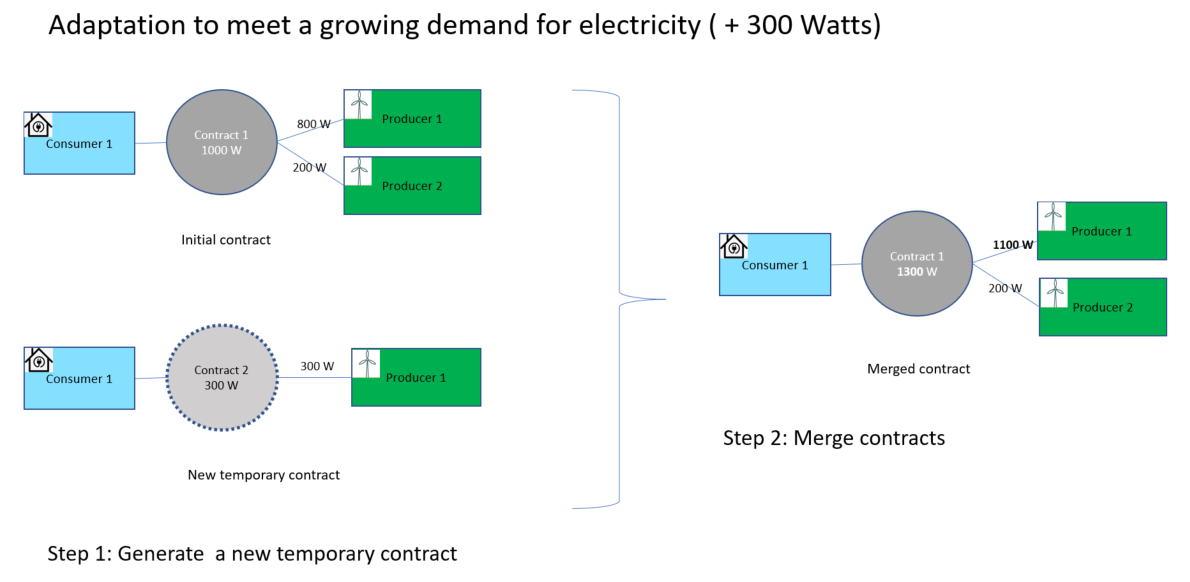 Adaptation to meet a growing demand for electricity ( + 300 Watts)
Consumer 1
Contract 1
1000 W
800 W
200 W
Producer 1
Producer 2
Initial contract
Consumer 1
Contract 2
300 W
300 W
Producer 1
New temporary contract
Step 1: Generate  a new temporary contract
Consumer 1
Contract 1
1300 W
1100 W
200 W
Producer 1
Producer 2
Merged contract
Step 2: Merge contracts